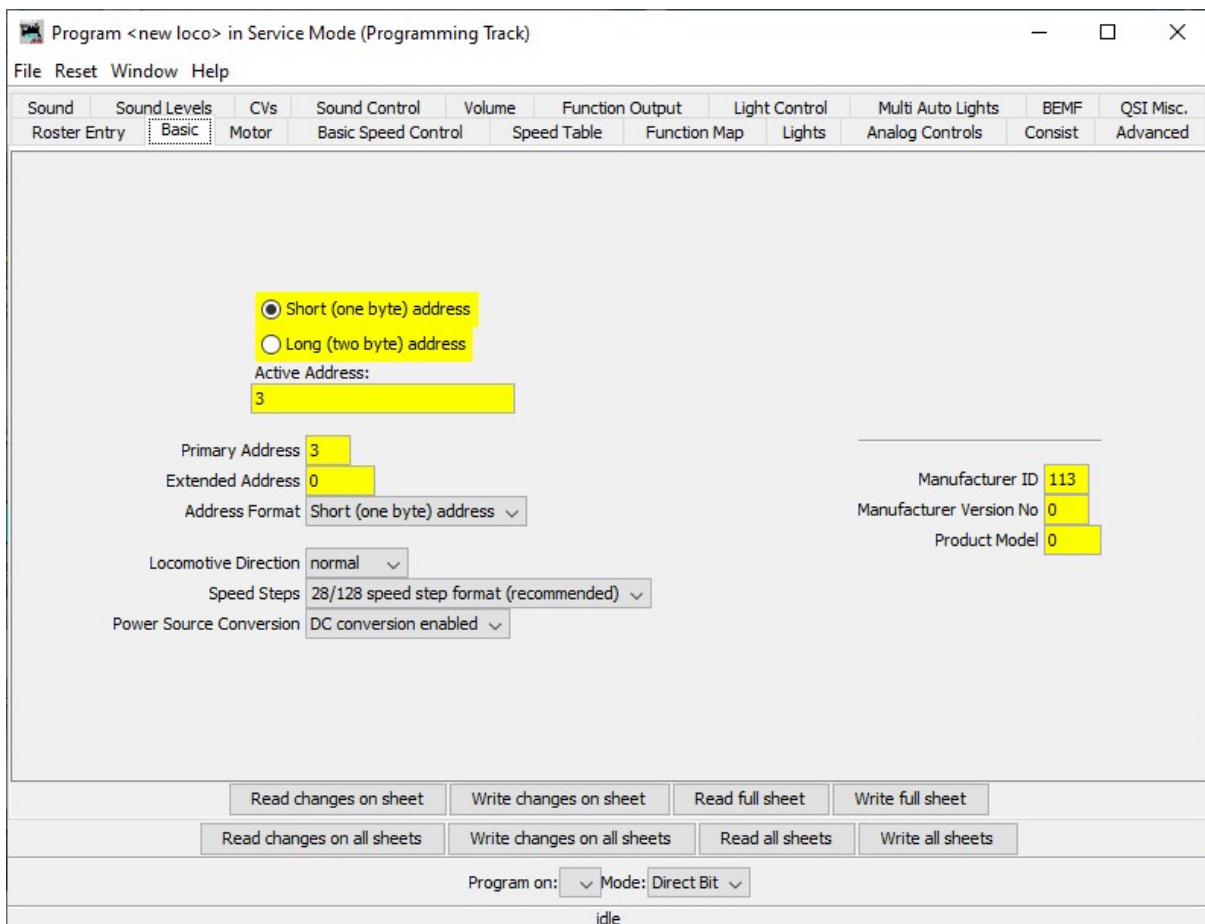 Program <new loco> in Service Mode (Programming Track)
File Reset Window Help
Sound Sound Levels CVs Sound Control Volume Function Output Light Control Multi Auto Lights BEMF QSI Misc.
Roster Entry Basic Motor Basic Speed Control Speed Table Function Map Lights Analog Controls Consist Advanced
Short (one byte) address
Long (two byte) address
Active Address:
3
Primary Address 3
Extended Address 0
Address Format Short (one byte) address
Locomotive Direction normal
Speed Steps 28/128 speed step format (recommended)
Power Source Conversion DC conversion enabled
Manufacturer ID 113
Manufacturer Version No 0
Product Model 0
Read changes on sheet Write changes on sheet Read full sheet Write full sheet
Read changes on all sheets Write changes on all sheets Read all sheets Write all sheets
Program on: Mode: Direct Bit
idle